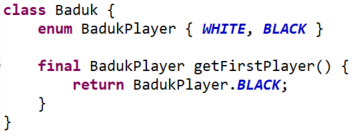 class Baduk {
    enum BadukPlayer { WHITE, BLACK }
    final BadukPlayer getFirstPlayer() {
        return BadukPlayer.BLACK;
    }
}